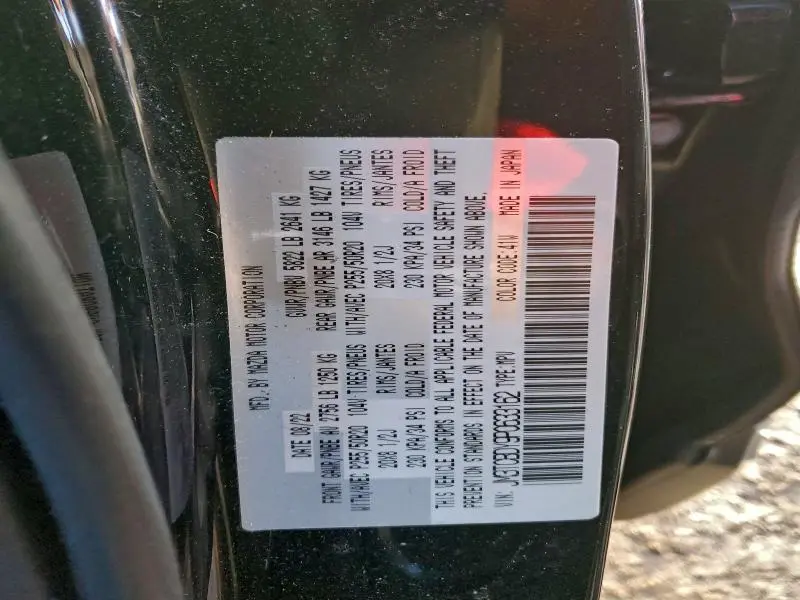 MFD. BY MAZDA MOTOR CORPORATION
DATE 08/22 GVWR/PNBV 5822 LB 2641 KG
FRONT GAWR/PNBE AV 2756 LB 1250 KG REAR GAWR/PNBE AR 3146 LB 1427 KG
WITH/AVEC P255/50R20 104V TIRES/PNEUS WITH/AVEC P255/50R20 104V TIRES/PNEUS
20X8 1/2J RIMS/JANTES 20X8 1/2J RIMS/JANTES
230 KPA/34 PSI COLD/A FROID 230 KPA/34 PSI COLD/A FROID
THIS VEHICLE CONFORMS TO ALL APPLICABLE FEDERAL MOTOR VEHICLE SAFETY AND THEFT
PREVENTION STANDARDS IN EFFECT ON THE DATE OF MANUFACTURE SHOWN ABOVE.
VIN: JM3TCBDY9P0633162 TYPE:MPV COLOR CODE:41W MADE IN JAPAN